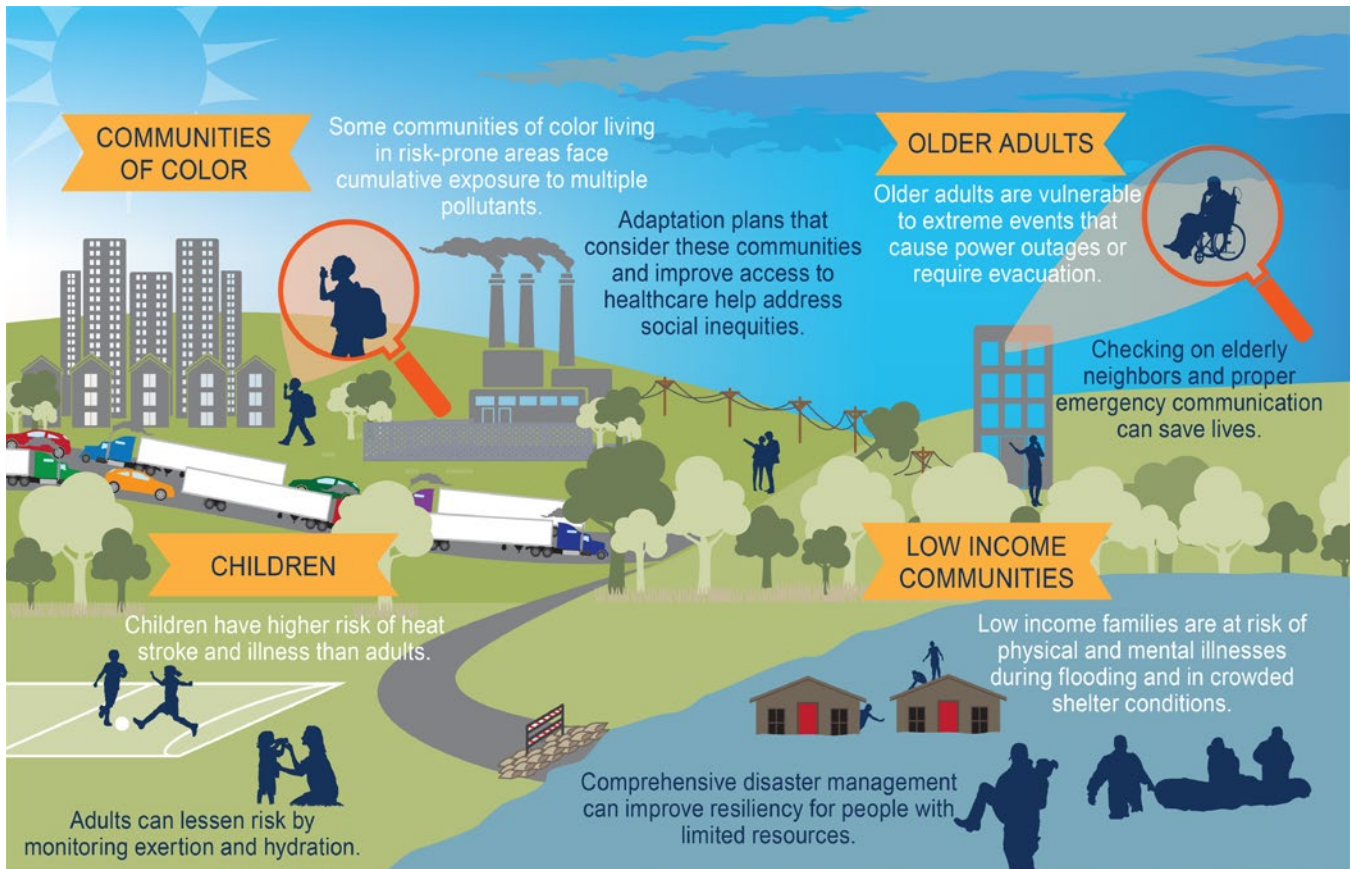 COMMUNITIES
OF COLOR
Some communities of color living
in risk-prone areas face
cumulative exposure to multiple
pollutants.
Adaptation plans that
consider these communities
and improve access to
healthcare help address
social inequities.
OLDER ADULTS
Older adults are vulnerable
to extreme events that
cause power outages or
require evacuation.
Checking on elderly
neighbors and proper
emergency communication
can save lives.
CHILDREN
Children have higher risk of heat
stroke and illness than adults.
Adults can lessen risk by
monitoring exertion and hydration.
LOW INCOME
COMMUNITIES
Low income families are at risk of
physical and mental illnesses
during flooding and in crowded
shelter conditions.
Comprehensive disaster management
can improve resiliency for people with
limited resources.